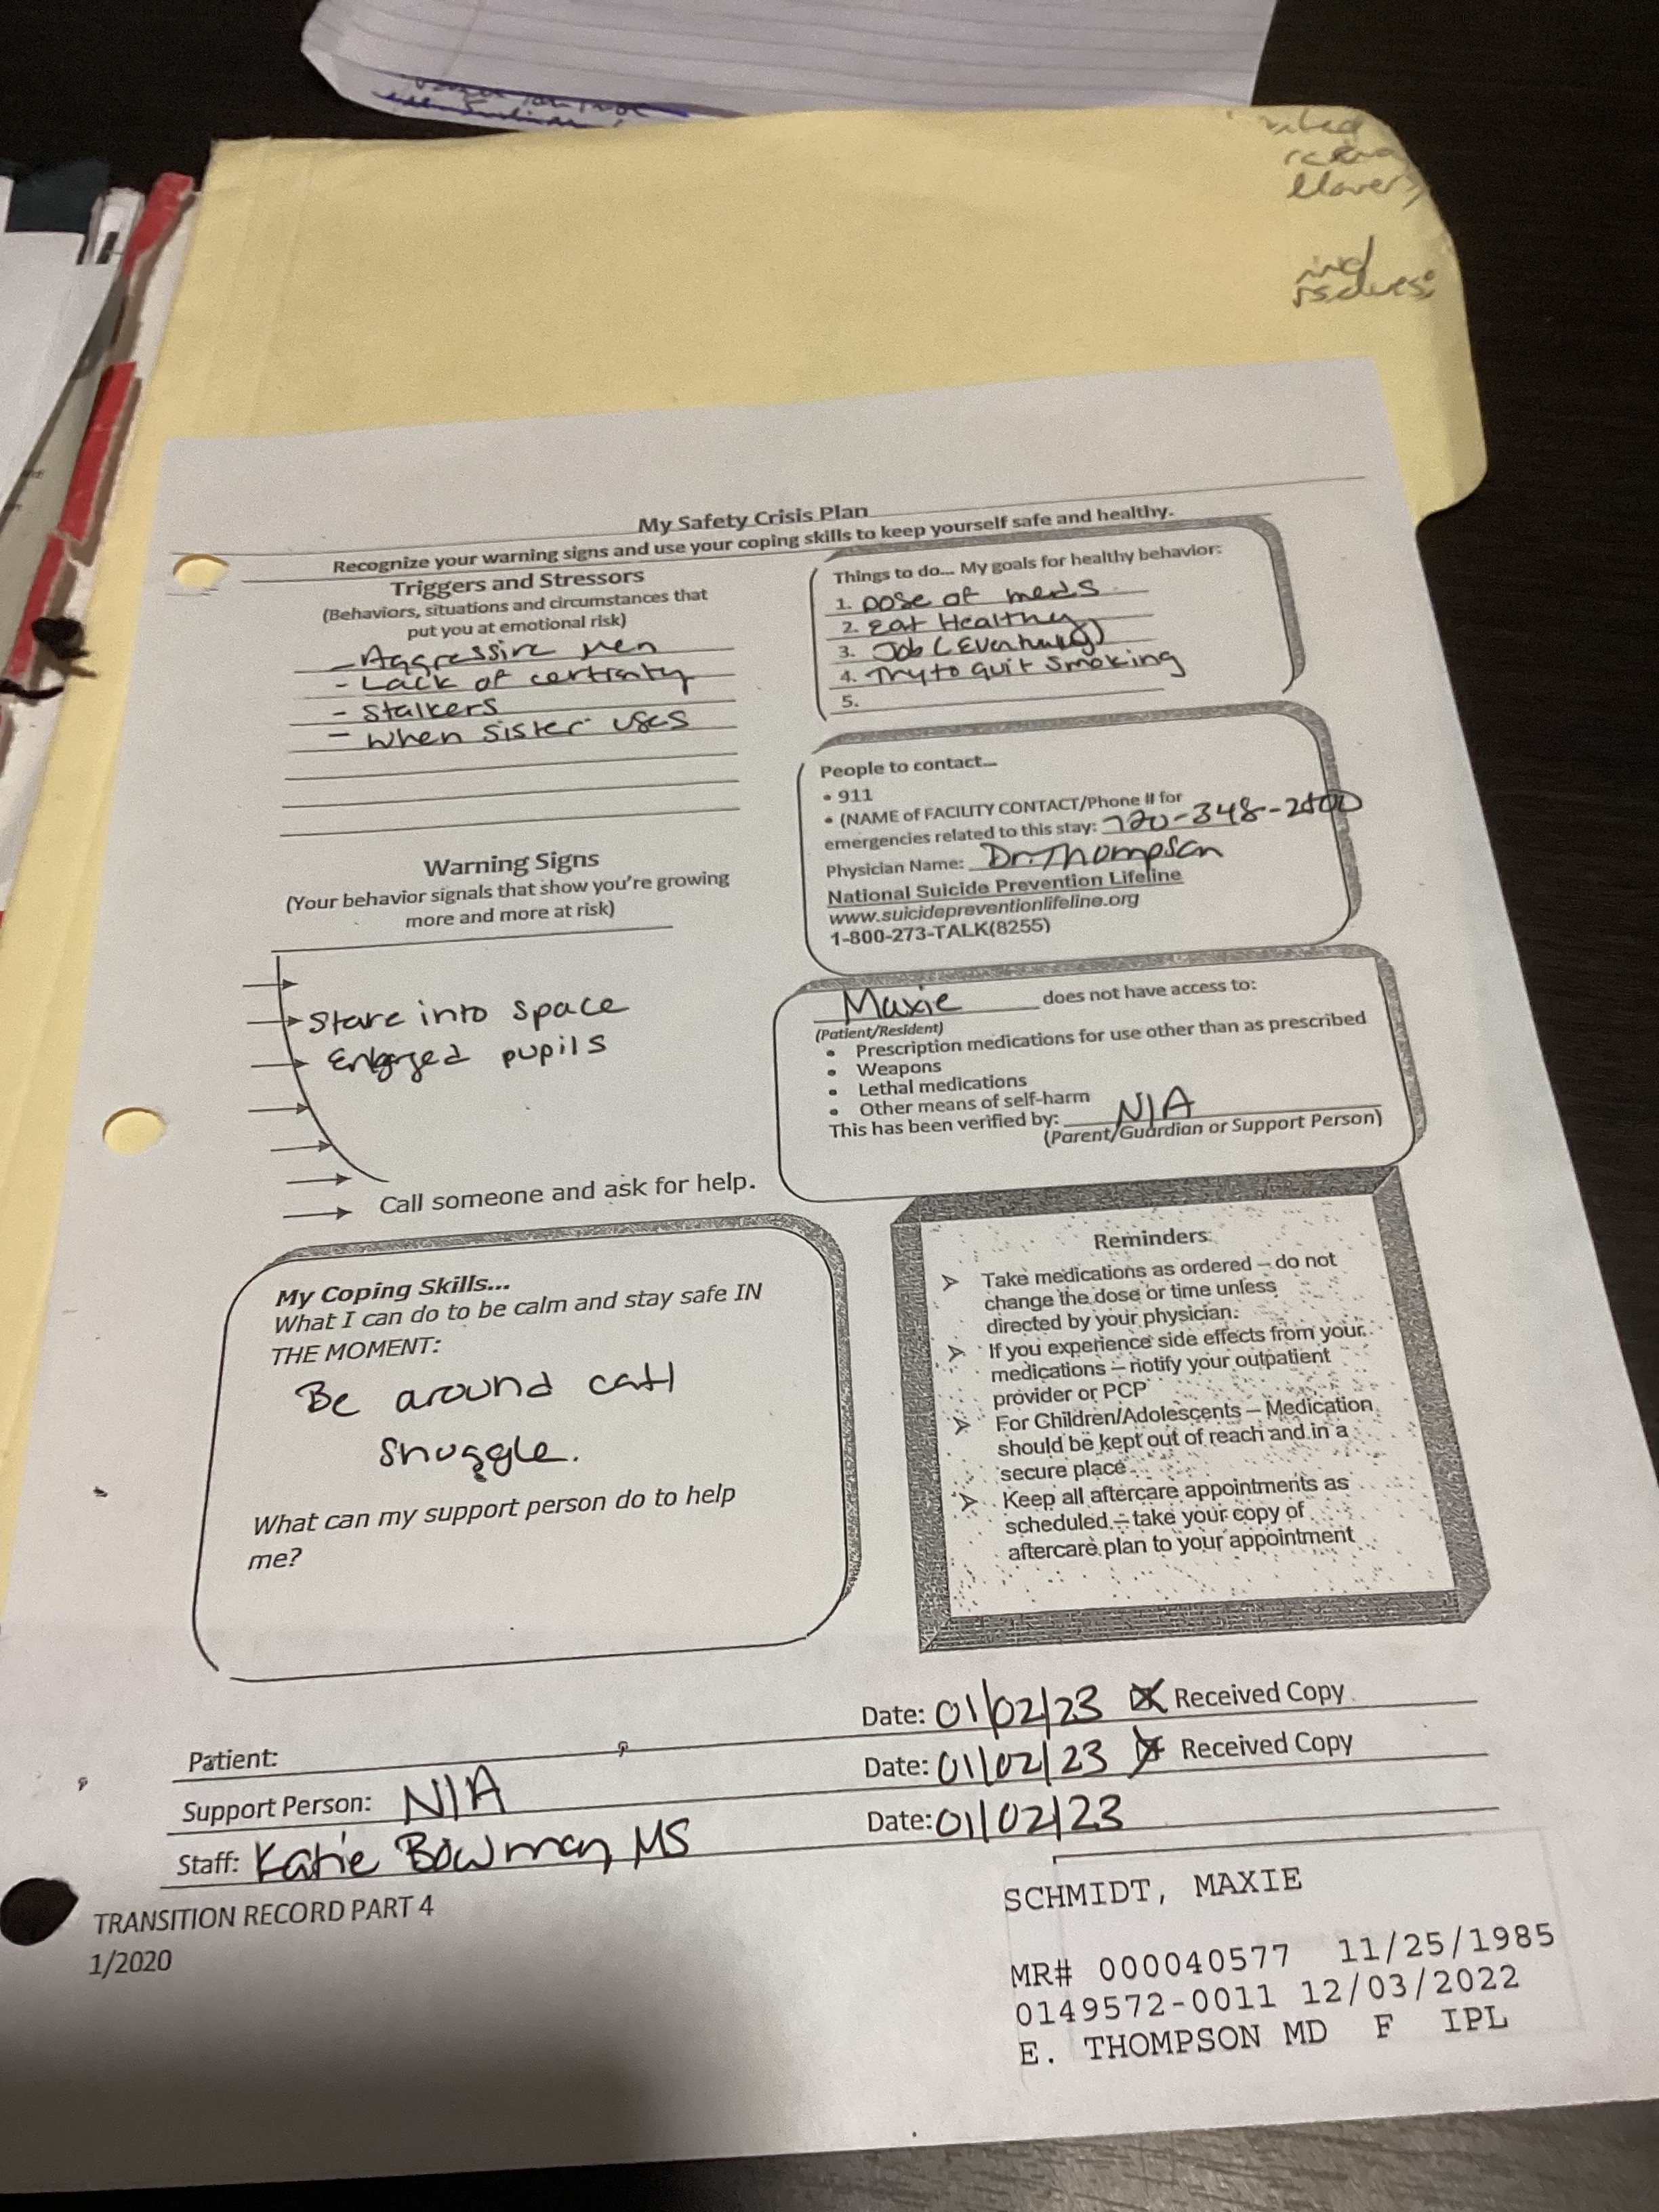 My Safety Crisis Plan
Recognize your warning signs and use your coping skills to keep yourself safe and healthy.
Triggers and Stressors
(Behaviors, situations and circumstances that
put you at emotional risk)
- Aggressive men
- Lack of certinity
- Stalkers
- When sister uses
Warning Signs
(Your behavior signals that show you're growing
more and more at risk)
Stare into space
Enlarged pupils
Call someone and ask for help.
My Coping Skills...
What I can do to be calm and stay safe IN
THE MOMENT:
Be around cat
snuggle.
What can my support person do to help
me?
Things to do... My goals for healthy behavior:
1. Dose of meds
2. Eat Healthy
3. Job (Eventually)
4. Try to quit smoking
5.
People to contact...
• 911
• (NAME of FACILITY CONTACT/Phone # for
emergencies related to this stay: 720-348-2800
Physician Name: Dr. Thompson
National Suicide Prevention Lifeline
www.suicidepreventionlifeline.org
1-800-273-TALK(8255)
Maxie does not have access to:
(Patient/Resident)
• Prescription medications for use other than as prescribed
• Weapons
• Lethal medications
• Other means of self-harm
This has been verified by: N/A
(Parent/Guardian or Support Person)
Reminders:
Take medications as ordered – do not
change the dose or time unless
directed by your physician.
If you experience side effects from your
medications – notify your outpatient
provider or PCP
For Children/Adolescents – Medication
should be kept out of reach and in a
secure place
Keep all aftercare appointments as
scheduled – take your copy of
aftercare plan to your appointment
Patient: Date: 01/02/23 Received Copy
Support Person: N/A Date: 01/02/23 Received Copy
Staff: Katie Bowman, MS Date: 01/02/23
TRANSITION RECORD PART 4
1/2020
SCHMIDT, MAXIE
MR# 000040577 11/25/1985
0149572-0011 12/03/2022
E. THOMPSON MD F IPL